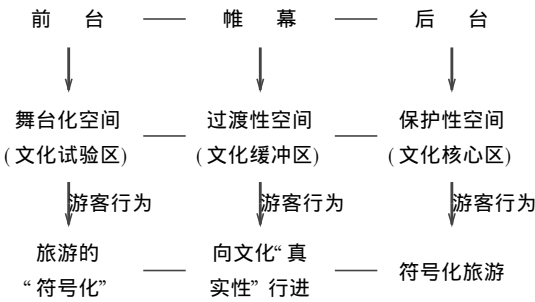 前　台 帷　幕 后　台
舞台化空间 过渡性空间 保护性空间
(文化试验区) (文化缓冲区) (文化核心区)
游客行为 游客行为 游客行为
旅游的 向文化“真
“符号化” 实性”行进 符号化旅游